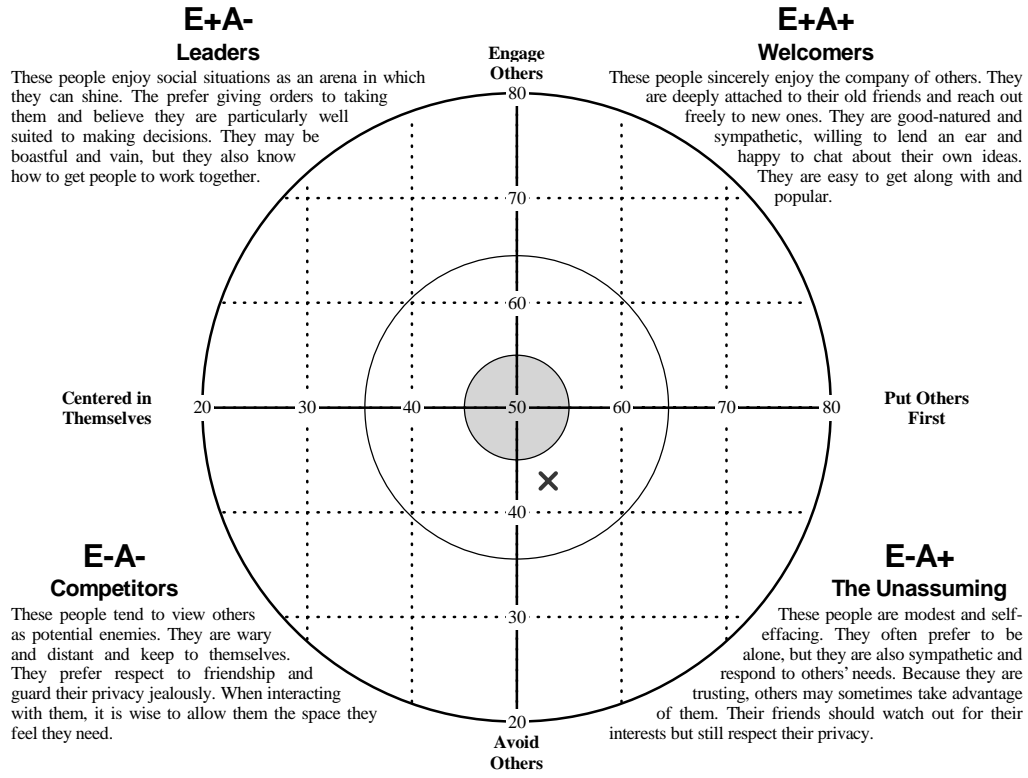 E+A-
Leaders
These people enjoy social situations as an arena in which
they can shine. The prefer giving orders to taking
them and believe they are particularly well
suited to making decisions. They may be
boastful and vain, but they also know
how to get people to work together.
Engage
Others
E+A+
Welcomers
These people sincerely enjoy the company of others. They
are deeply attached to their old friends and reach out
freely to new ones. They are good-natured and
sympathetic, willing to lend an ear and
happy to chat about their own ideas.
They are easy to get along with and
popular.
80
70
60
Centered in
Themselves
20 30 40 50 60 70 80
Put Others
First
40
30
20
E-A-
Competitors
These people tend to view others
as potential enemies. They are wary
and distant and keep to themselves.
They prefer respect to friendship and
guard their privacy jealously. When interacting
with them, it is wise to allow them the space they
feel they need.
Avoid
Others
E-A+
The Unassuming
These people are modest and self-
effacing. They often prefer to be
alone, but they are also sympathetic and
respond to others' needs. Because they are
trusting, others may sometimes take advantage
of them. Their friends should watch out for their
interests but still respect their privacy.